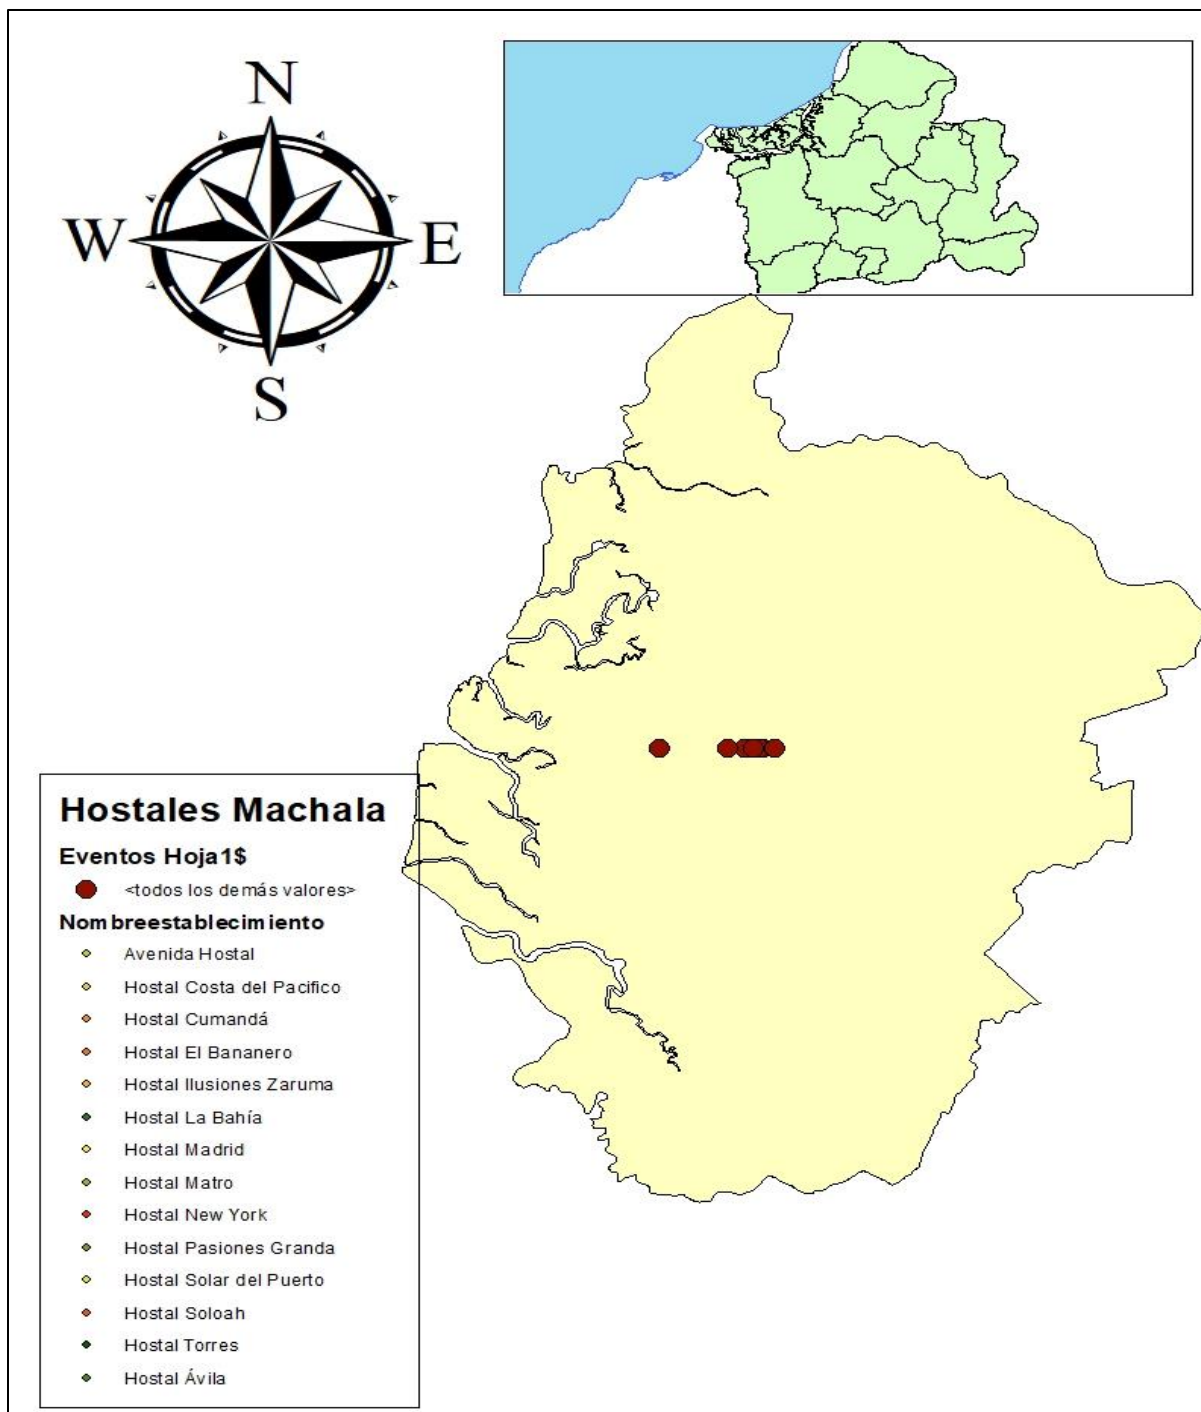 N
W
E
S
Hostales Machala
Eventos Hoja1$
<todos los demás valores>
Nombreestablecimiento
Avenida Hostal
Hostal Costa del Pacifico
Hostal Cumandá
Hostal El Bananero
Hostal Ilusiones Zaruma
Hostal La Bahía
Hostal Madrid
Hostal Matro
Hostal New York
Hostal Pasiones Granda
Hostal Solar del Puerto
Hostal Soloah
Hostal Torres
Hostal Ávila